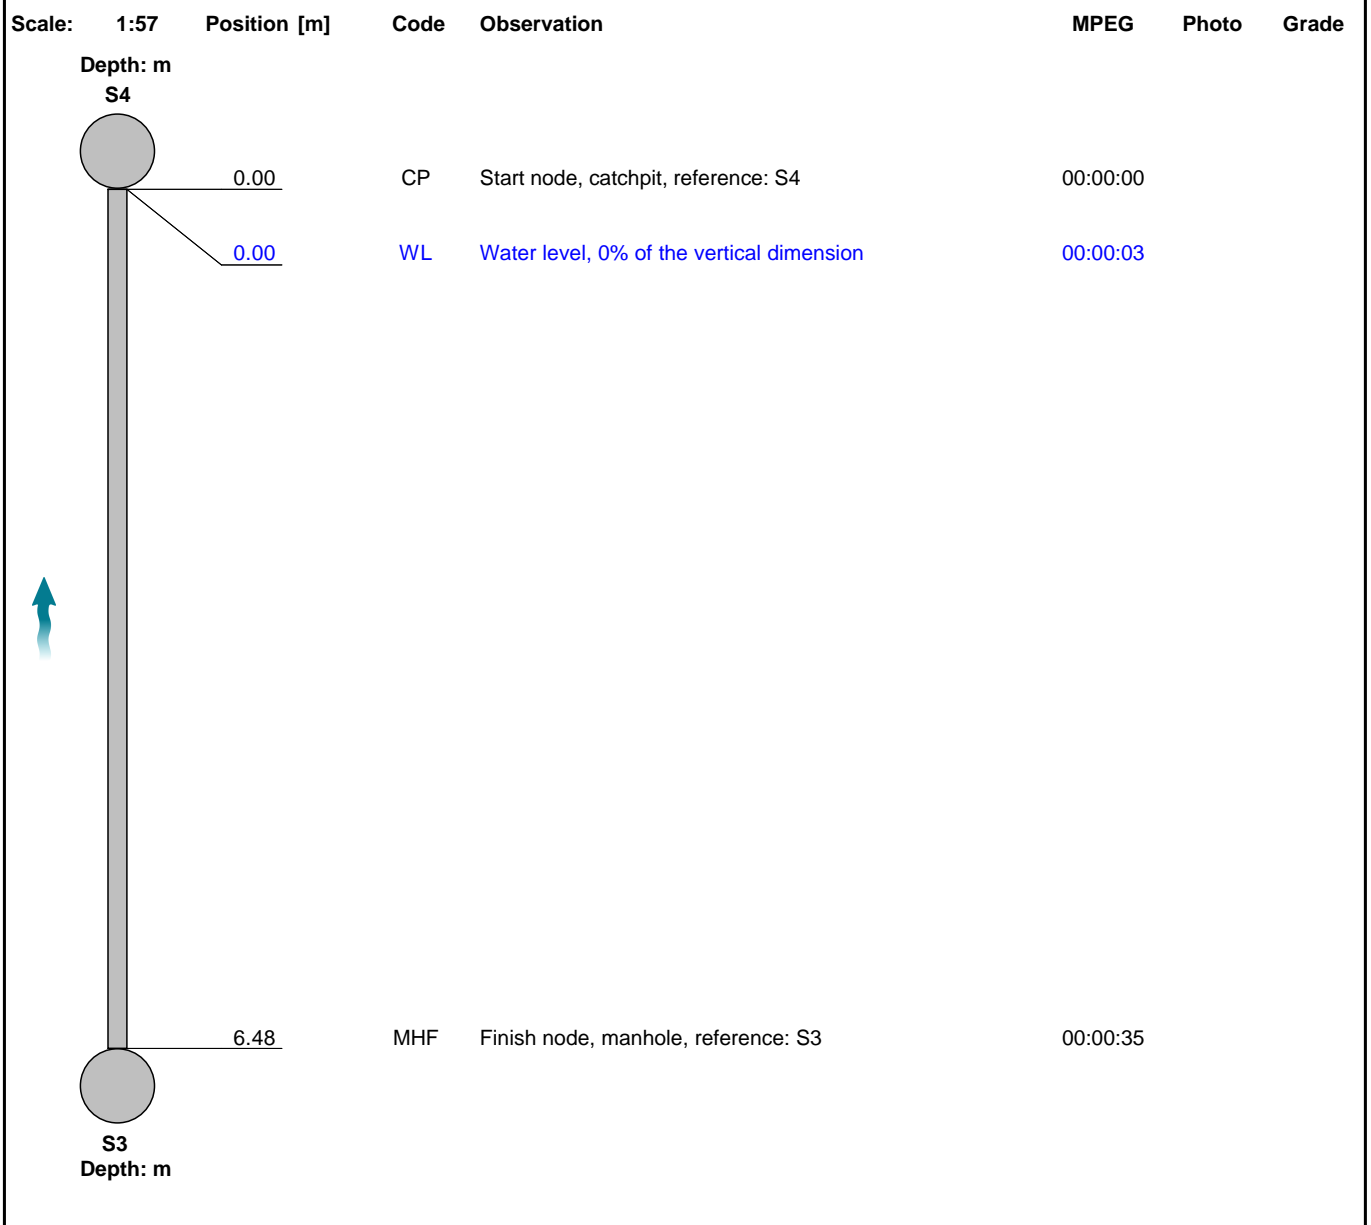 Scale: 1:57 Position [m] Code Observation MPEG Photo Grade
Depth: m
S4
0.00 CP Start node, catchpit, reference: S4 00:00:00
0.00 WL Water level, 0% of the vertical dimension 00:00:03
6.48 MHF Finish node, manhole, reference: S3 00:00:35
S3
Depth: m